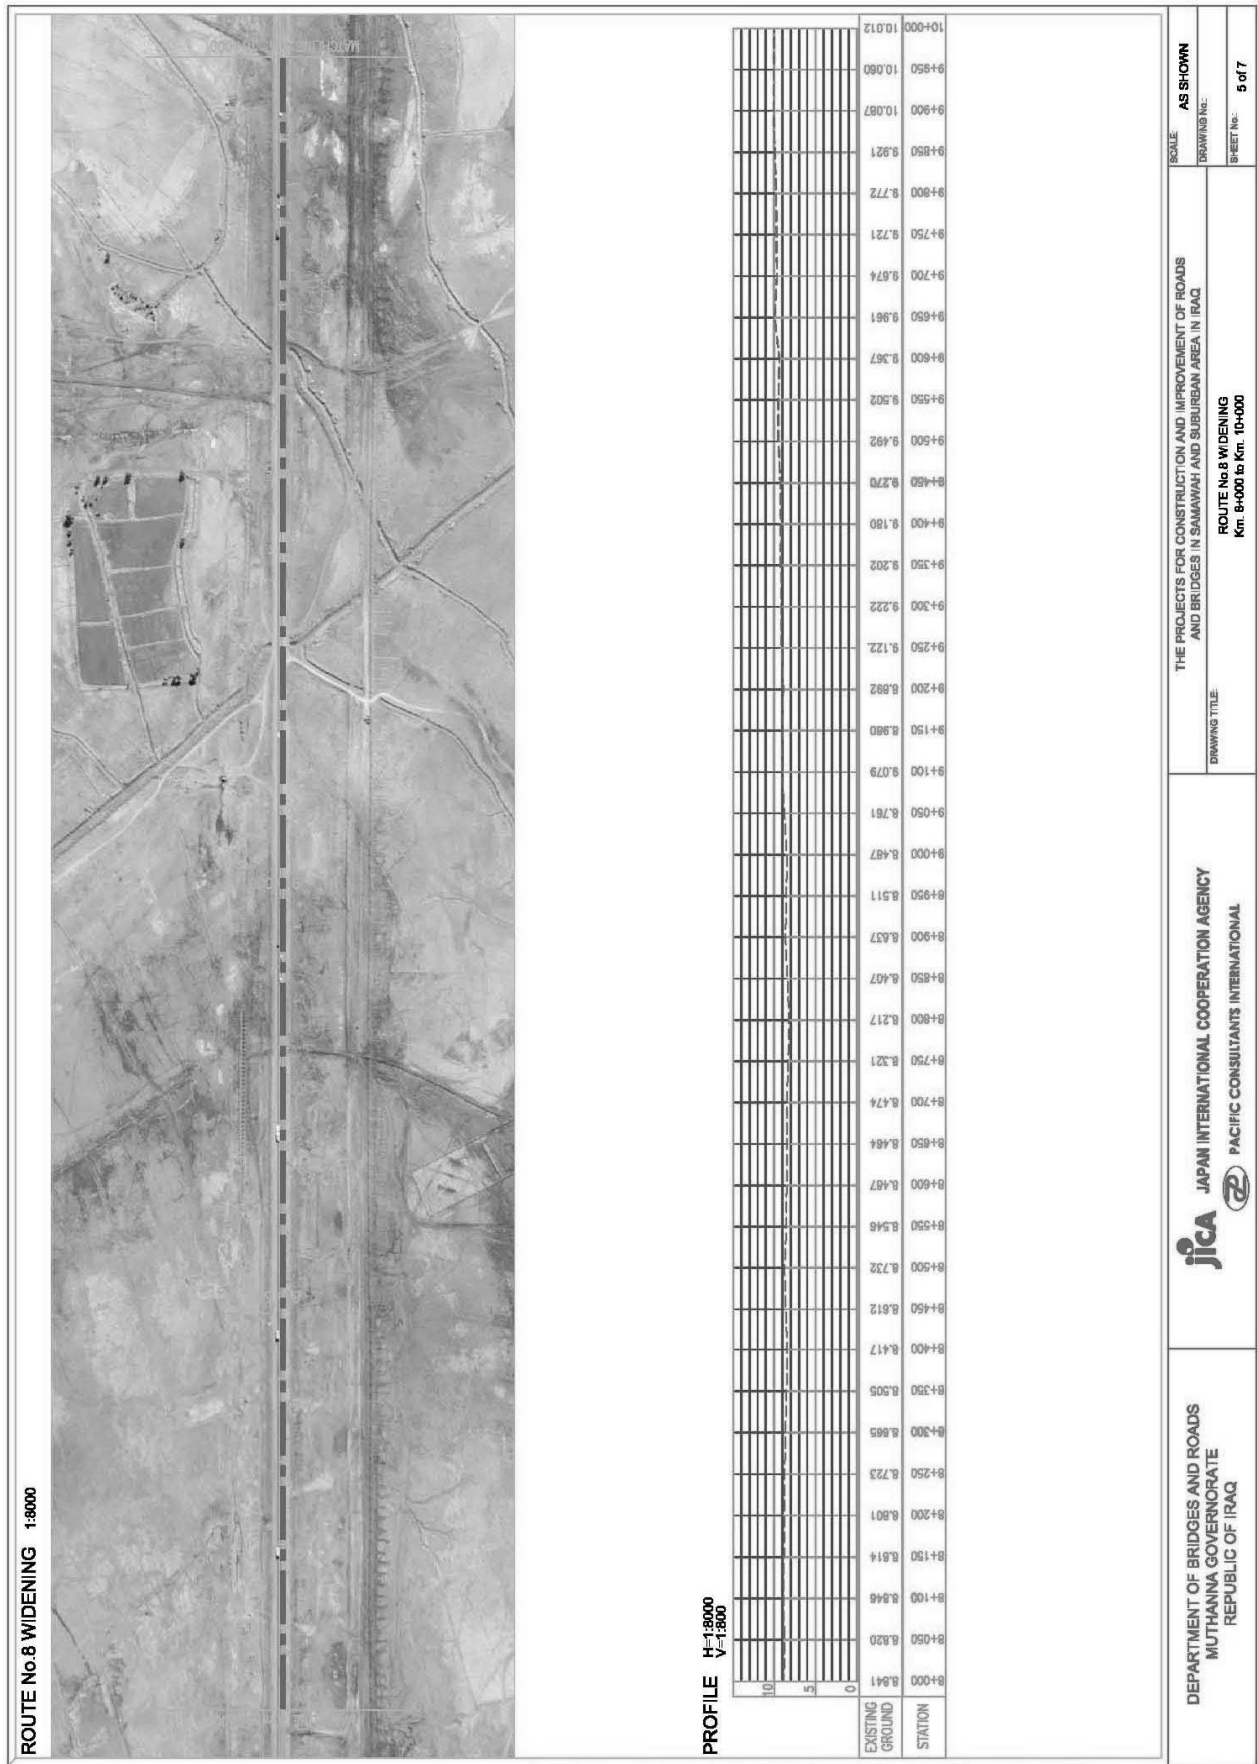 ROUTE No.8 WIDENING 1:8000
PROFILE H=1:8000
V=1:800
10
5
0
EXISTING GROUND 8.841 8.820 8.846 8.814 8.801 8.723 8.665 8.505 8.417 8.612 8.732 8.546 8.487 8.464 8.474 8.321 8.217 8.407 8.637 8.511 8.487 8.761 9.079 8.980 8.892 9.122 9.222 9.202 9.180 9.270 9.492 9.502 9.367 9.961 9.674 9.721 9.772 9.921 10.087 10.060 10.012
STATION 8+000 8+050 8+100 8+150 8+200 8+250 8+300 8+350 8+400 8+450 8+500 8+550 8+600 8+650 8+700 8+750 8+800 8+850 8+900 8+950 9+000 9+050 9+100 9+150 9+200 9+250 9+300 9+350 9+400 9+450 9+500 9+550 9+600 9+650 9+700 9+750 9+800 9+850 9+900 9+950 10+000
DEPARTMENT OF BRIDGES AND ROADS
MUTHANNA GOVERNORATE
REPUBLIC OF IRAQ
jica JAPAN INTERNATIONAL COOPERATION AGENCY
PACIFIC CONSULTANTS INTERNATIONAL
THE PROJECTS FOR CONSTRUCTION AND IMPROVEMENT OF ROADS
AND BRIDGES IN SAMAWAH AND SUBURBAN AREA IN IRAQ
DRAWING TITLE:
ROUTE No.8 WIDENING
Km. 8+000 to Km. 10+000
SCALE: AS SHOWN
DRAWING No.:
SHEET No.: 5 of 7